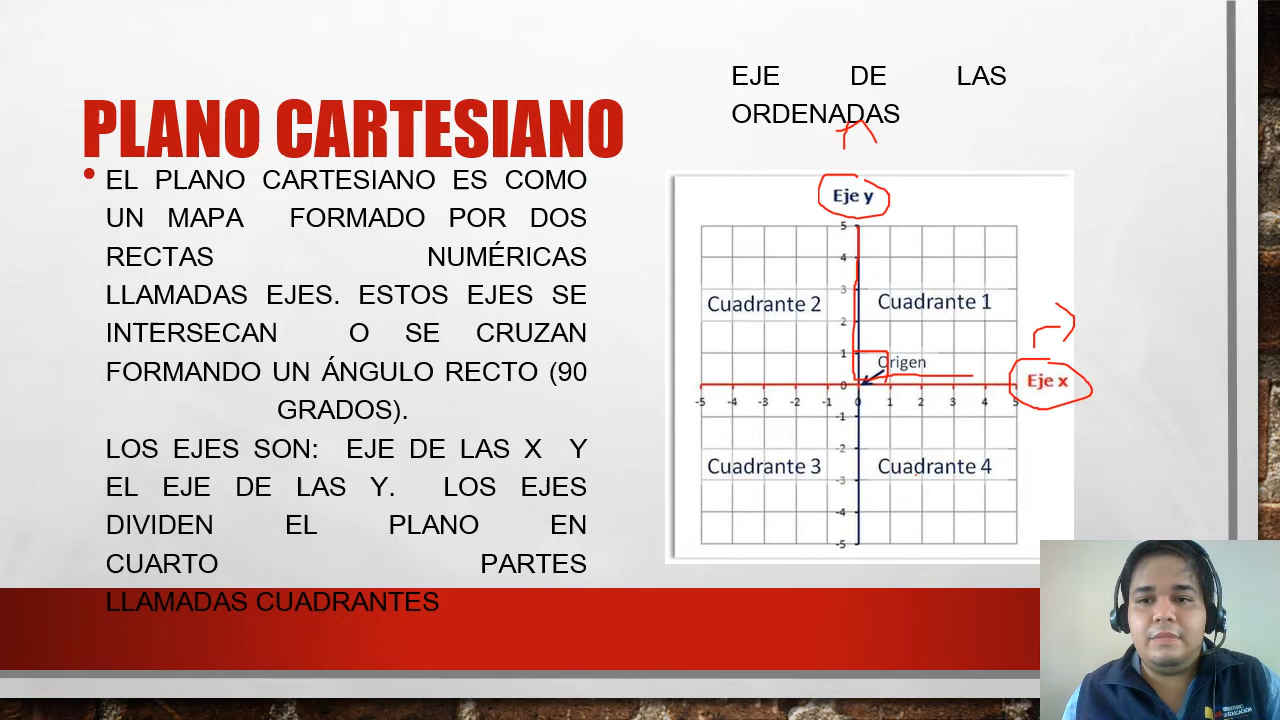 EJE DE LAS
ORDENADAS
PLANO CARTESIANO
• EL PLANO CARTESIANO ES COMO
UN MAPA FORMADO POR DOS
RECTAS NUMÉRICAS
LLAMADAS EJES. ESTOS EJES SE
INTERSECAN O SE CRUZAN
FORMANDO UN ÁNGULO RECTO (90
GRADOS).
LOS EJES SON: EJE DE LAS X Y
EL EJE DE LAS Y. LOS EJES
DIVIDEN EL PLANO EN
CUARTO PARTES
LLAMADAS CUADRANTES
Eje y
5
4
3
Cuadrante 2 Cuadrante 1
2
1
Origen
0
Eje x
-5 -4 -3 -2 -1 0 1 2 3 4 5
-1
-2
Cuadrante 3 Cuadrante 4
-3
-4
-5